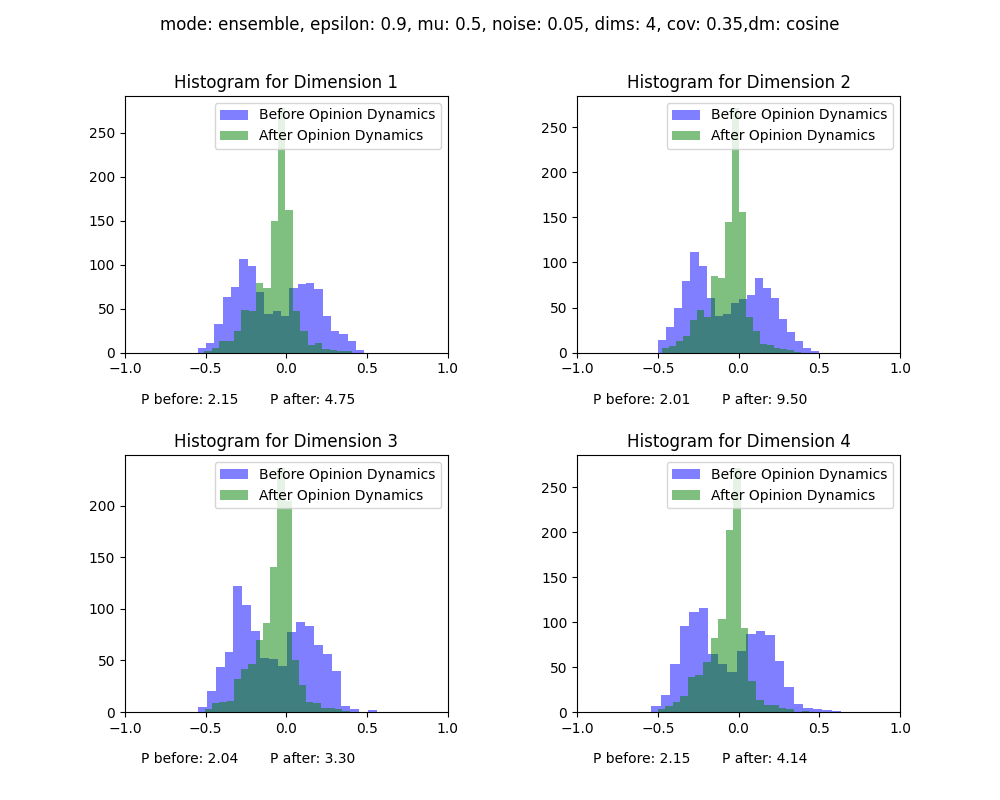 mode: ensemble, epsilon: 0.9, mu: 0.5, noise: 0.05, dims: 4, cov: 0.35,dm: cosine
Histogram for Dimension 1
Before Opinion Dynamics
After Opinion Dynamics
250
200
150
100
50
0
−1.0 −0.5 0.0 0.5 1.0
P before: 2.15 P after: 4.75
Histogram for Dimension 2
Before Opinion Dynamics
After Opinion Dynamics
250
200
150
100
50
0
−1.0 −0.5 0.0 0.5 1.0
P before: 2.01 P after: 9.50
Histogram for Dimension 3
Before Opinion Dynamics
After Opinion Dynamics
200
150
100
50
0
−1.0 −0.5 0.0 0.5 1.0
P before: 2.04 P after: 3.30
Histogram for Dimension 4
Before Opinion Dynamics
After Opinion Dynamics
250
200
150
100
50
0
−1.0 −0.5 0.0 0.5 1.0
P before: 2.15 P after: 4.14